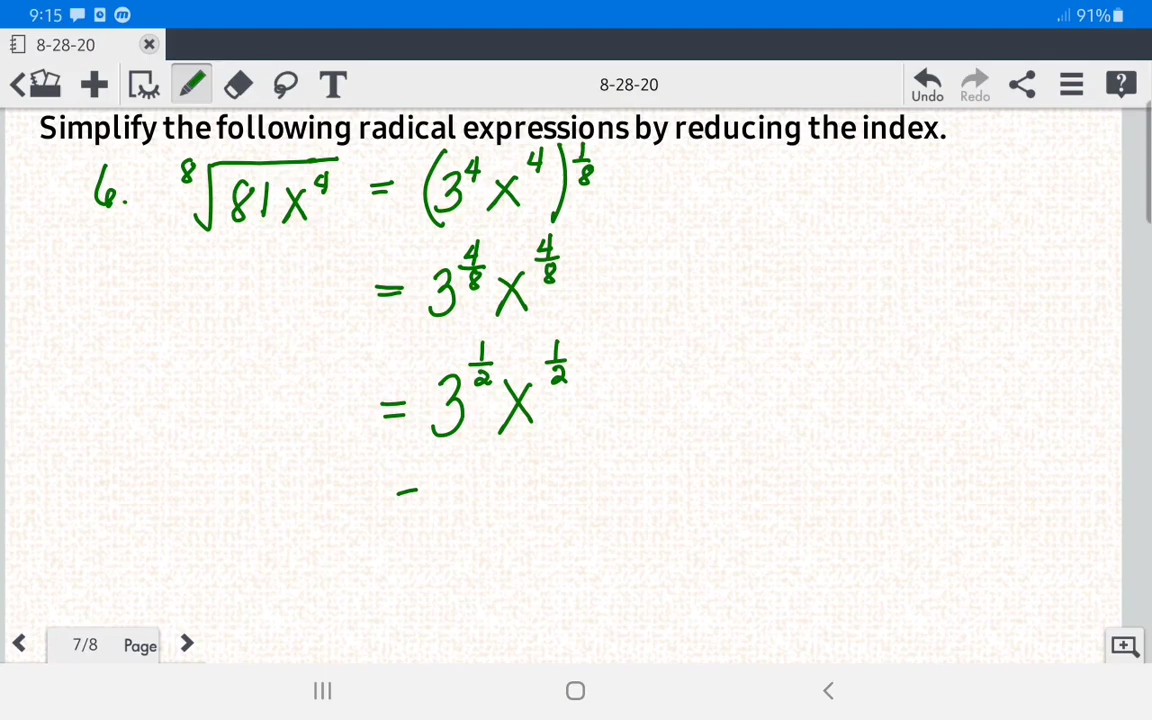 9:15 91%
8-28-20
T 8-28-20 Undo Redo ?
Simplify the following radical expressions by reducing the index.
6. ⁸√81x⁴ = (3⁴x⁴)^(1/8)
= 3^(4/8) x^(4/8)
= 3^(1/2) x^(1/2)
-
7/8 Page